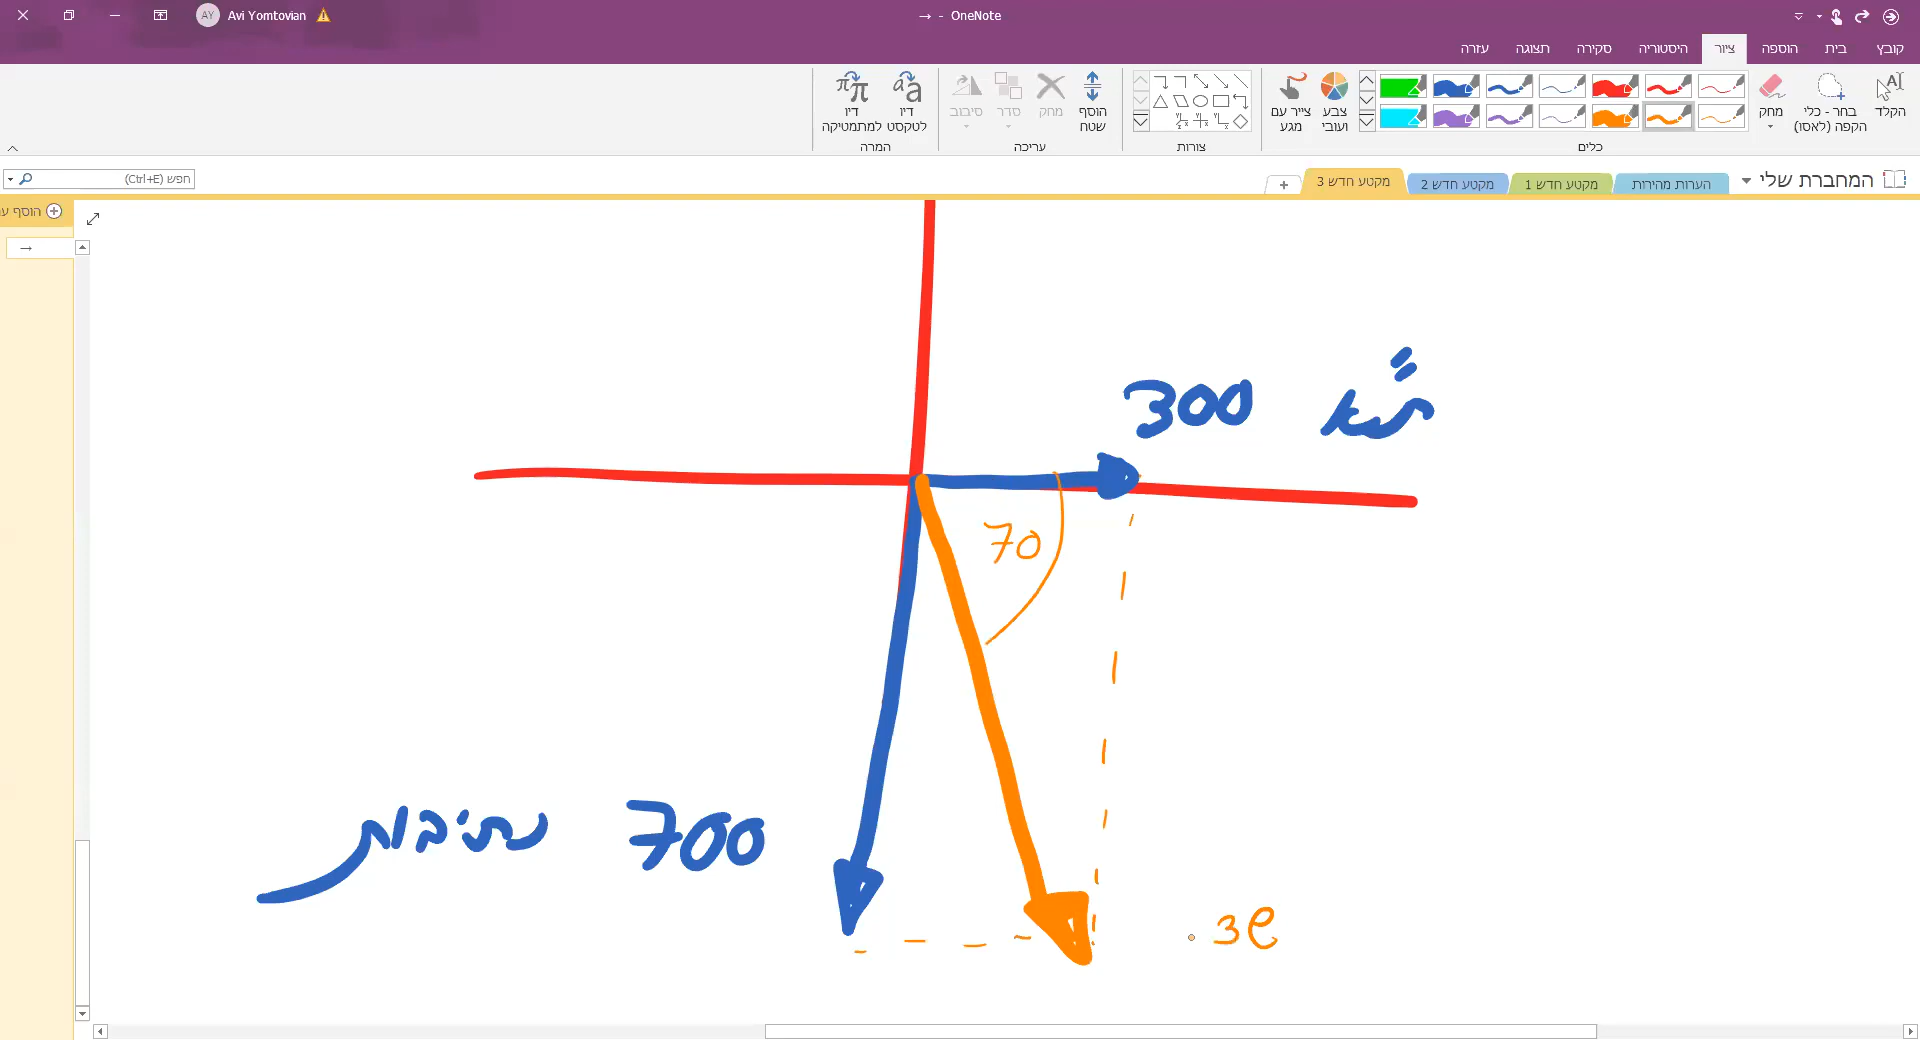 Avi Yomtovian
→ - OneNote
קובץ בית הוספה ציור היסטוריה סקירה תצוגה עזרה
הקלד
בחר - כלי הקפה (לאסו)
מחק
כלים
צבע ועובי
צייר עם מגע
צורות
הוסף שטח
מחק
סדר
סיבוב
עריכה
דיו לטקסט
דיו למתמטיקה
המרה
המחברת שלי
הערות מהירות
מקטע חדש 1
מקטע חדש 2
מקטע חדש 3
+
חפש (Ctrl+E)
→
300 ת"א
70
700 נתיבות